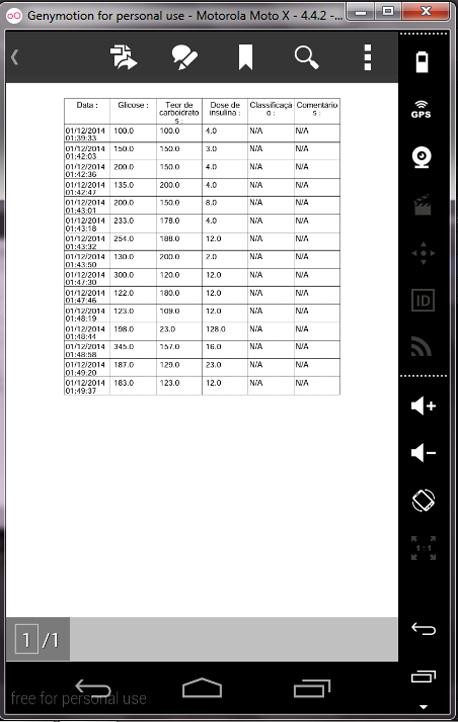 Genymotion for personal use - Motorola Moto X - 4.4.2 -...
GPS
Data : Glicose : Teor de carboidrato s : Dose de insulina : Classificaçã o : Comentário s :
01/12/2014 01:39:33 100.0 100.0 4.0 N/A N/A
01/12/2014 01:42:03 150.0 150.0 3.0 N/A N/A
01/12/2014 01:42:36 200.0 150.0 4.0 N/A N/A
01/12/2014 01:42:47 135.0 200.0 4.0 N/A N/A
01/12/2014 01:43:01 200.0 150.0 8.0 N/A N/A
01/12/2014 01:43:18 233.0 178.0 4.0 N/A N/A
01/12/2014 01:43:32 254.0 188.0 12.0 N/A N/A
01/12/2014 01:43:50 130.0 200.0 2.0 N/A N/A
01/12/2014 01:47:30 300.0 120.0 12.0 N/A N/A
01/12/2014 01:47:46 122.0 180.0 12.0 N/A N/A
01/12/2014 01:48:19 123.0 109.0 12.0 N/A N/A
01/12/2014 01:48:44 198.0 23.0 128.0 N/A N/A
01/12/2014 01:48:58 345.0 157.0 16.0 N/A N/A
01/12/2014 01:49:20 187.0 129.0 23.0 N/A N/A
01/12/2014 01:49:37 183.0 123.0 12.0 N/A N/A
ID
1:1
1 /1
free for personal use